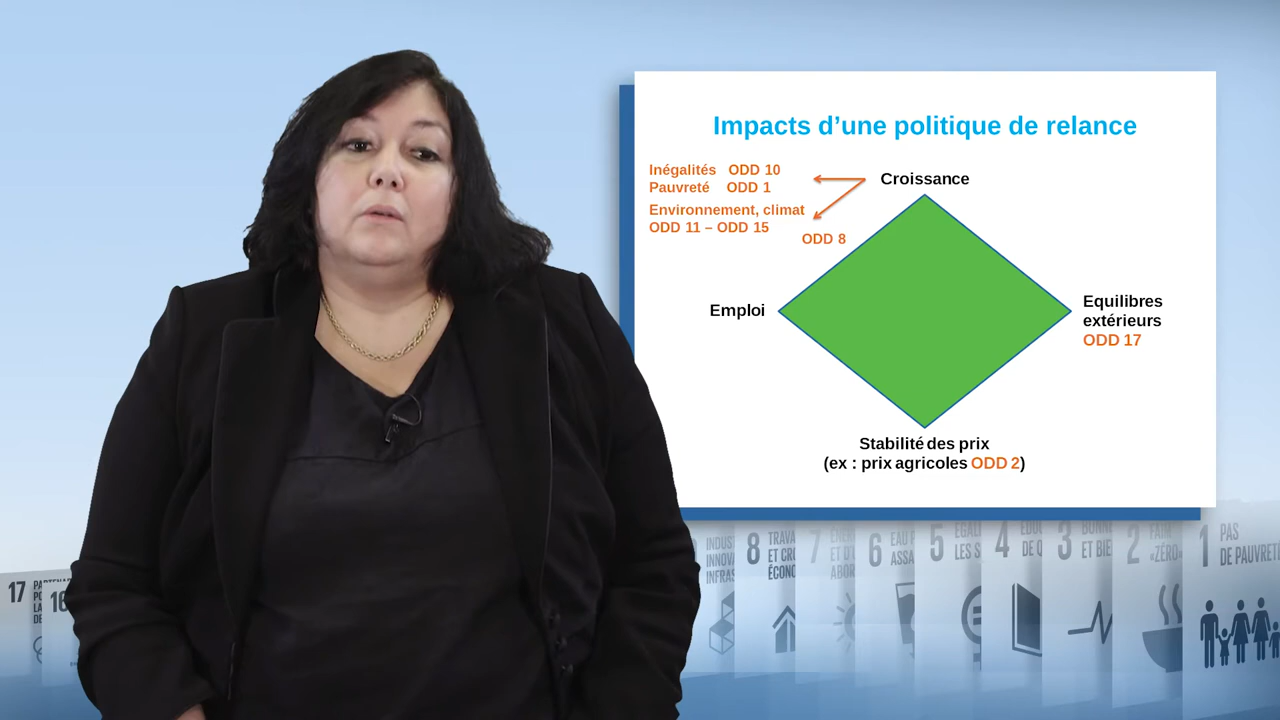 Impacts d’une politique de relance
Inégalités ODD 10
Pauvreté ODD 1
Environnement, climat
ODD 11 – ODD 15
ODD 8
Croissance
Emploi
Equilibres
extérieurs
ODD 17
Stabilité des prix
(ex : prix agricoles ODD 2)
17
16
8
7
6
5
4
3
2
1 PAS
DE PAUVRETÉ